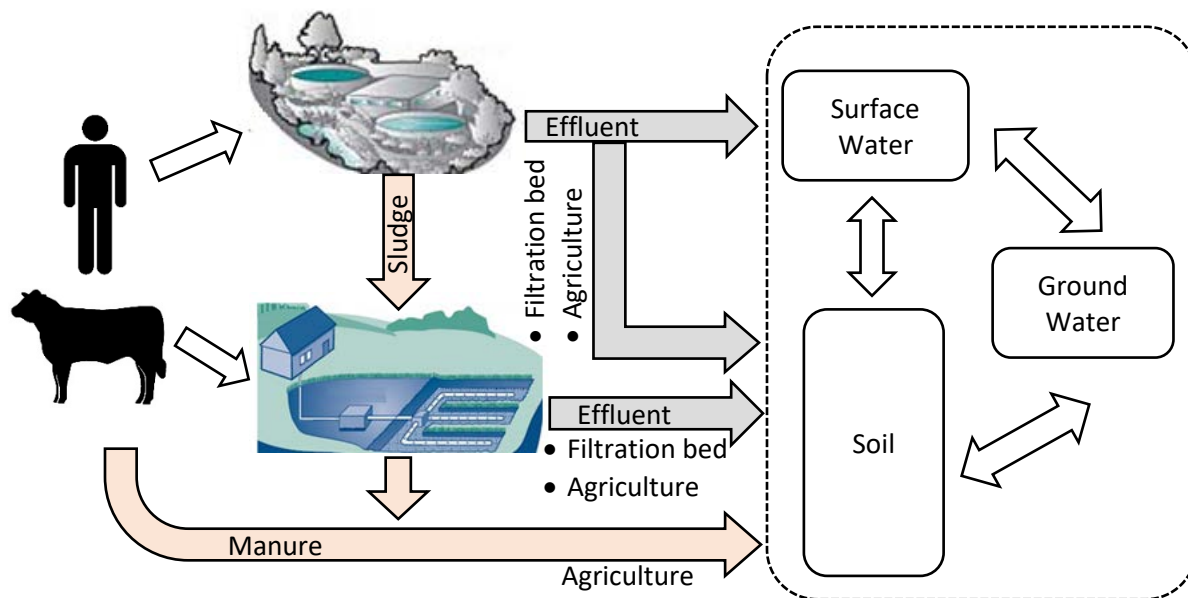 Effluent
Surface
Water
Sludge
• Filtration bed
• Agriculture
Ground
Water
Effluent
• Filtration bed
• Agriculture
Soil
Manure
Agriculture